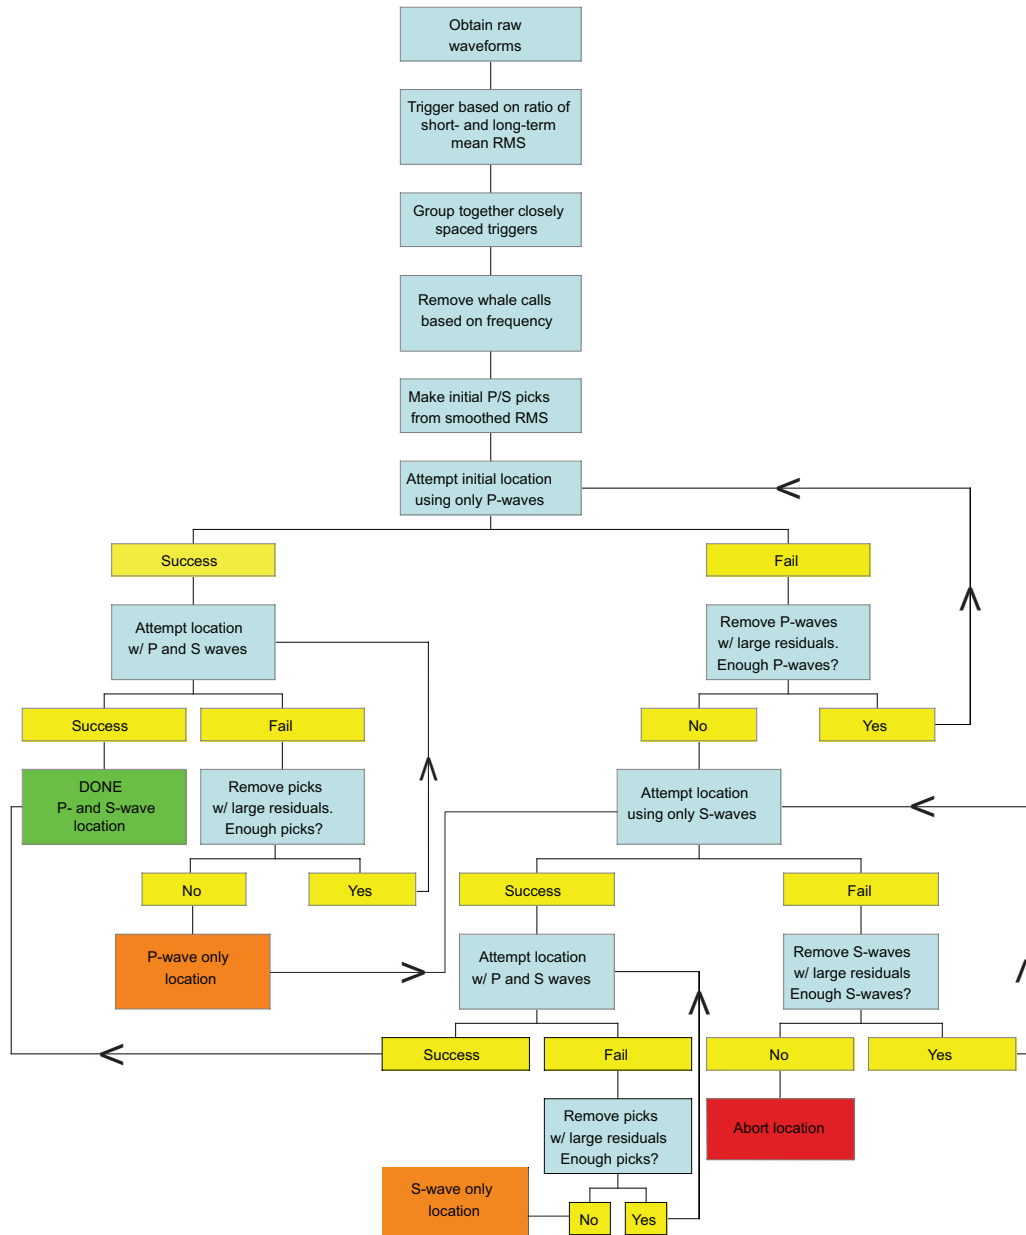 Obtain raw
waveforms
Trigger based on ratio of
short- and long-term
mean RMS
Group together closely
spaced triggers
Remove whale calls
based on frequency
Make initial P/S picks
from smoothed RMS
Attempt initial location
using only P-waves
Success
Fail
Attempt location
w/ P and S waves
Remove P-waves
w/ large residuals.
Enough P-waves?
Success
Fail
No
Yes
DONE
P- and S-wave
location
Remove picks
w/ large residuals.
Enough picks?
Attempt location
using only S-waves
No
Yes
Success
Fail
P-wave only
location
Attempt location
w/ P and S waves
Remove S-waves
w/ large residuals
Enough S-waves?
Success
Fail
No
Yes
Remove picks
w/ large residuals
Enough picks?
Abort location
S-wave only
location
No
Yes